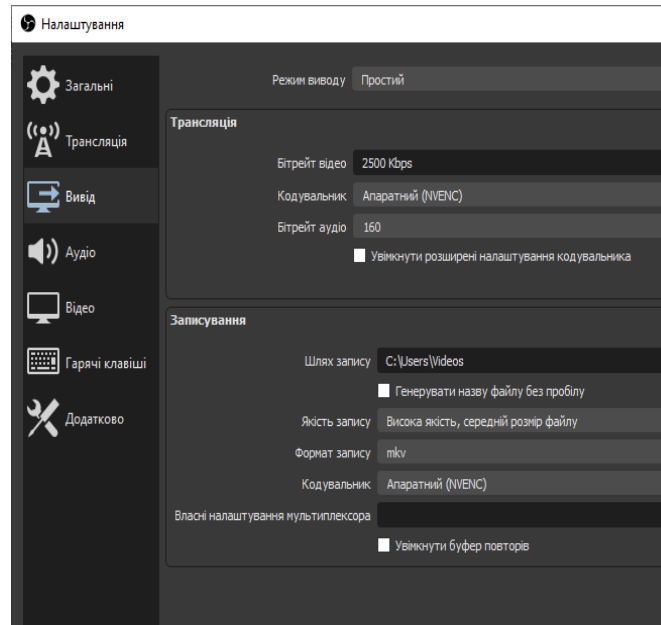 Налаштування
Загальні
Трансляція
Вивід
Аудіо
Відео
Гарячі клавіші
Додатково
Режим виводу Простий
Трансляція
Бітрейт відео 2500 Kbps
Кодувальник Апаратний (NVENC)
Бітрейт аудіо 160
Увімкнути розширені налаштування кодувальника
Записування
Шлях запису C:\Users\Videos
Генерувати назву файлу без пробілу
Якість запису Висока якість, середній розмір файлу
Формат запису mkv
Кодувальник Апаратний (NVENC)
Власні налаштування мультиплексора
Увімкнути буфер повторів